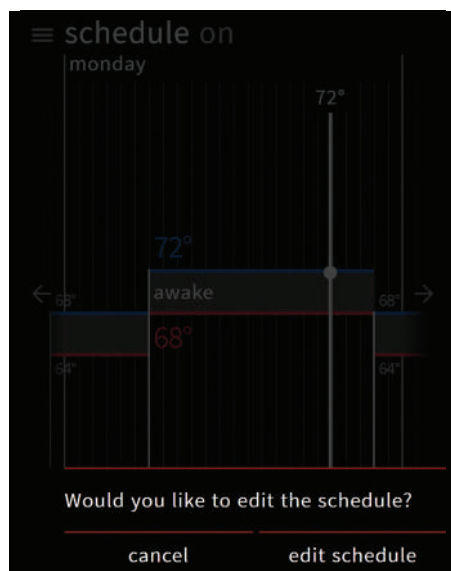 schedule on
monday
72°
72°
awake
68°
68°
68°
64°
64°
Would you like to edit the schedule?
cancel
edit schedule